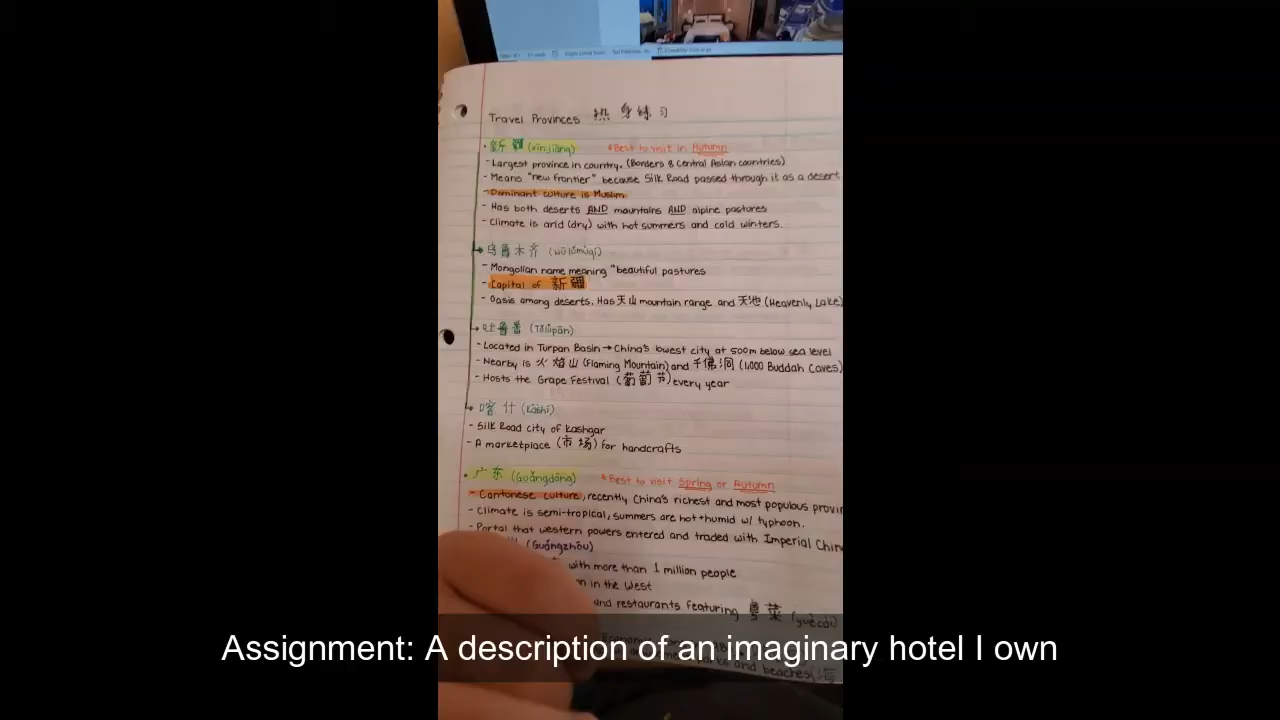 Travel Provinces 热身练习
· 新疆 (xīnjiāng) *Best to visit in Autumn
- Largest province in country. (Borders 8 Central Asian countries)
- Means "new frontier" because Silk Road passed through it as a desert
- Dominant culture is Muslim
- Has both deserts AND mountains AND alpine pastures
- Climate is arid (dry) with hot summers and cold winters.
乌鲁木齐 (wūlǔmùqí)
- Mongolian name meaning "beautiful pastures
- Capital of 新疆
- Oasis among deserts. Has 天山 mountain range and 天池 (Heavenly Lake)
吐鲁番 (Tǔlǔpān)
- Located in Turpan Basin → China's lowest city at 500m below sea level
- Nearby is 火焰山 (Flaming Mountain) and 千佛洞 (1,000 Buddah Caves)
- Hosts the Grape Festival (葡萄节) every year
喀什 (Kāshí)
- Silk Road city of Kashgar
- A marketplace (市场) for handcrafts
· 广东 (Guǎngdōng) *Best to visit Spring or Autumn
- Cantonese culture, recently China's richest and most populous
- Climate is semi-tropical, summers are hot+humid w/ typhoon.
- Portal that western powers entered and traded with Imperial
(Guǎngzhōu)
with more than 1 million people
in the West
and restaurants featuring 粤菜 (yuècài)
and beaches
Assignment: A description of an imaginary hotel I own